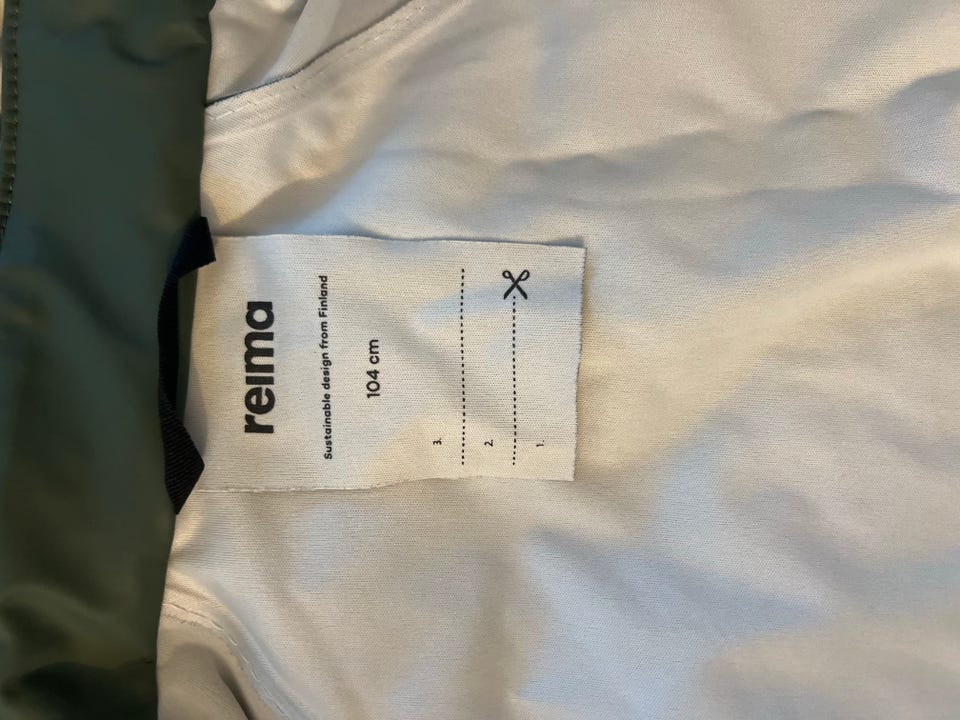 reima
Sustainable design from Finland
104 cm
3.
2.
1.